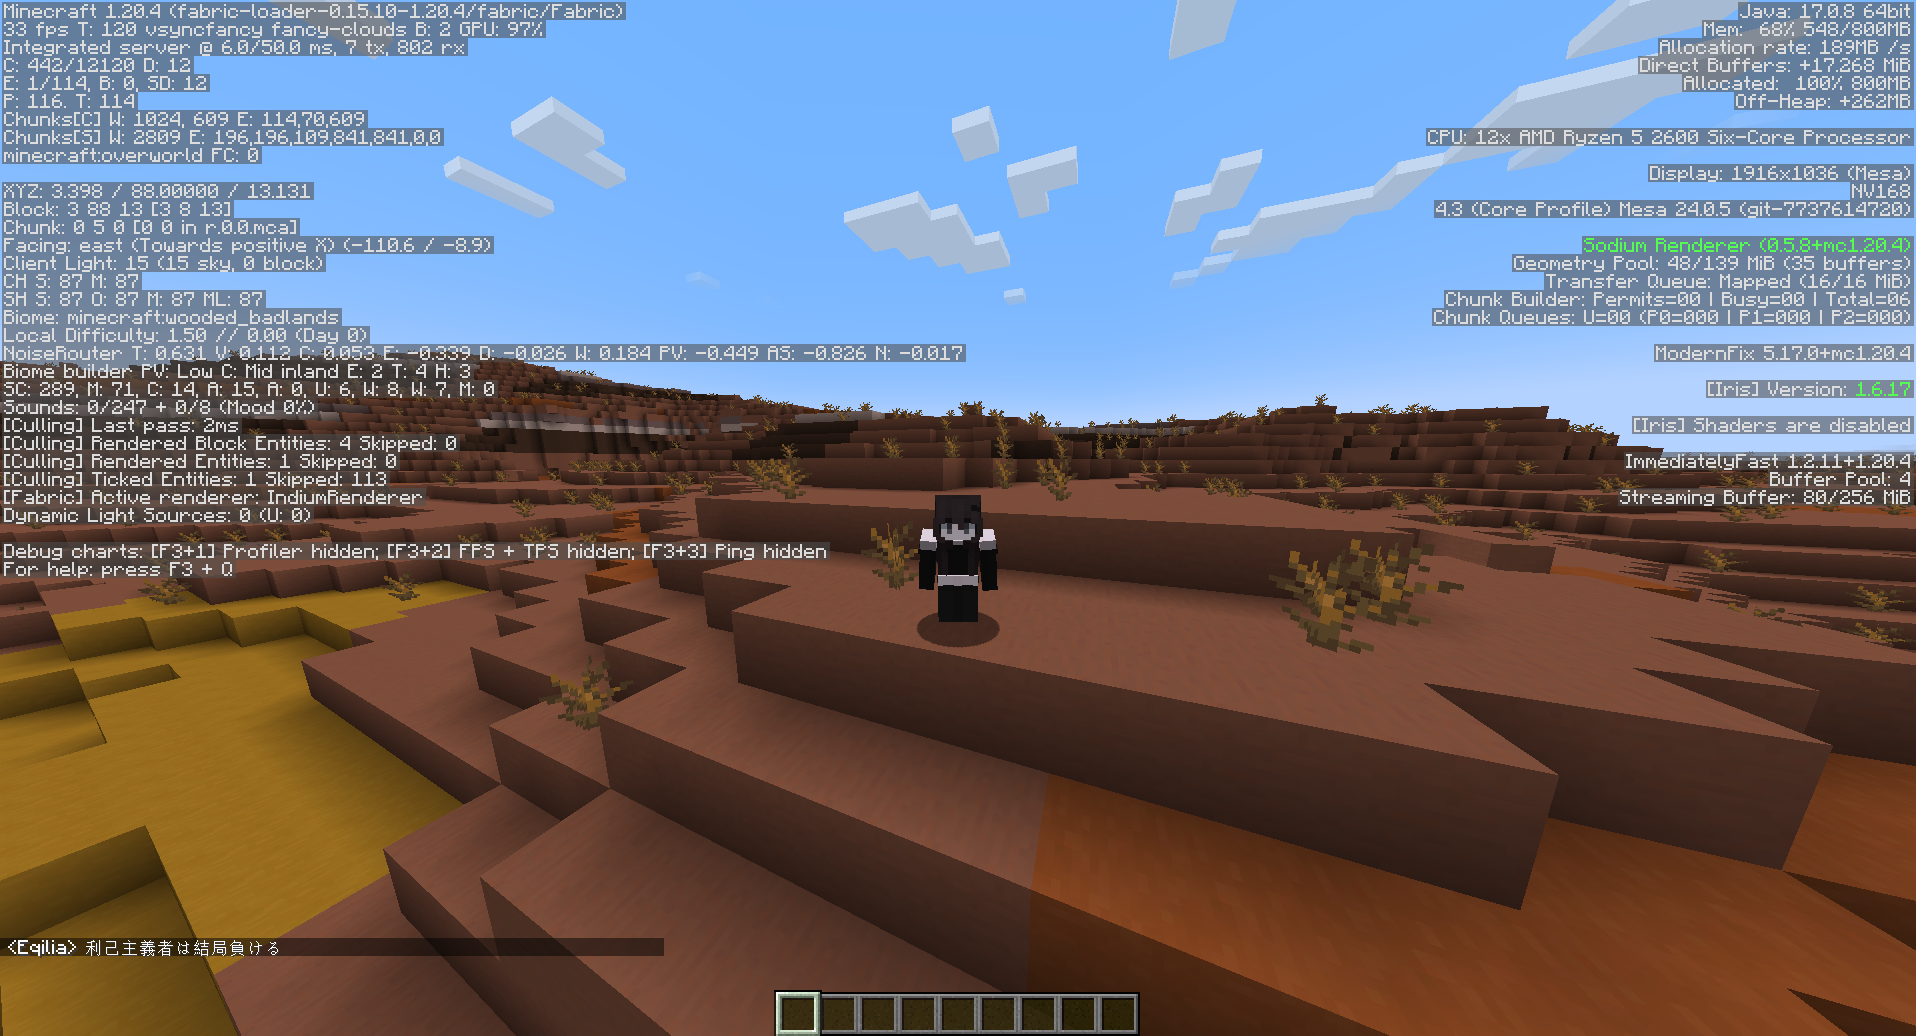 Minecraft 1.20.4 (fabric-loader-0.15.10-1.20.4/fabric/Fabric)
33 fps T: 120 vsyncfancy fancy-clouds B: 2 GPU: 97%
Integrated server @ 6.0/50.0 ms, 7 tx, 802 rx
C: 442/12120 D: 12
E: 1/114, B: 0, SD: 12
P: 116. T: 114
Chunks[C] W: 1024, 609 E: 114,70,609
Chunks[S] W: 2809 E: 196,196,109,841,841,0,0
minecraft:overworld FC: 0
XYZ: 3.398 / 88.00000 / 13.131
Block: 3 88 13 [3 8 13]
Chunk: 0 5 0 [0 0 in r.0.0.mca]
Facing: east (Towards positive X) (-110.6 / -8.9)
Client Light: 15 (15 sky, 0 block)
CH S: 87 M: 87
SH S: 87 O: 87 M: 87 ML: 87
Biome: minecraft:wooded_badlands
Local Difficulty: 1.50 // 0.00 (Day 0)
NoiseRouter T: 0.631 V: 0.112 C: 0.053 E: -0.339 D: -0.026 W: 0.184 PV: -0.449 AS: -0.826 N: -0.017
Biome builder PV: Low C: Mid inland E: 2 T: 4 H: 3
SC: 289, M: 71, C: 14, A: 15, A: 0, U: 6, W: 8, W: 7, M: 0
Sounds: 0/247 + 0/8 (Mood 0%)
[Culling] Last pass: 2ms
[Culling] Rendered Block Entities: 4 Skipped: 0
[Culling] Rendered Entities: 1 Skipped: 0
[Culling] Ticked Entities: 1 Skipped: 113
[Fabric] Active renderer: IndiumRenderer
Dynamic Light Sources: 0 (U: 0)
Debug charts: [F3+1] Profiler hidden; [F3+2] FPS + TPS hidden; [F3+3] Ping hidden
For help: press F3 + Q
Java: 17.0.8 64bit
Mem: 68% 548/800MB
Allocation rate: 189MB /s
Direct Buffers: +17.268 MiB
Allocated: 100% 800MB
Off-Heap: +262MB
CPU: 12x AMD Ryzen 5 2600 Six-Core Processor
Display: 1916x1036 (Mesa)
NV168
4.3 (Core Profile) Mesa 24.0.5 (git-7737614720)
Sodium Renderer (0.5.8+mc1.20.4)
Geometry Pool: 48/139 MiB (35 buffers)
Transfer Queue: Mapped (16/16 MiB)
Chunk Builder: Permits=00 | Busy=00 | Total=06
Chunk Queues: U=00 (P0=000 | P1=000 | P2=000)
ModernFix 5.17.0+mc1.20.4
[Iris] Version: 1.6.17
[Iris] Shaders are disabled
ImmediatelyFast 1.2.11+1.20.4
Buffer Pool: 4
Streaming Buffer: 80/256 MiB
<Eqilia> 利己主義者は結局負ける